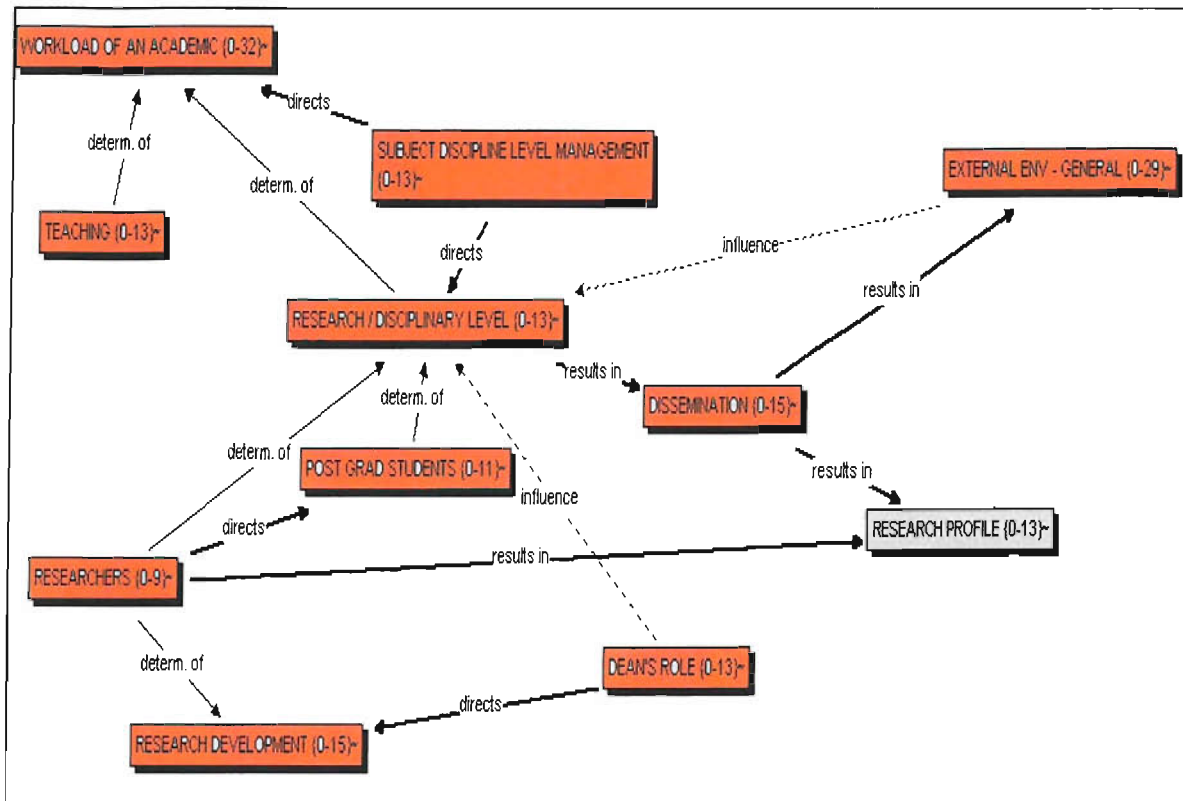 WORKLOAD OF AN ACADEMIC {0-32}~
directs
determ. of
SUBJECT DISCIPLINE LEVEL MANAGEMENT
{0-13}~
EXTERNAL ENV - GENERAL {0-29}~
determ. of
TEACHING {0-13}~
directs
influence
results in
RESEARCH / DISCIPLINARY LEVEL {0-13}~
results in
determ. of
DISSEMINATION {0-15}~
determ. of
POST GRAD STUDENTS {0-11}~
results in
influence
directs
RESEARCH PROFILE {0-13}~
results in
RESEARCHERS {0-9}~
determ. of
DEAN'S ROLE {0-13}~
directs
RESEARCH DEVELOPMENT {0-15}~